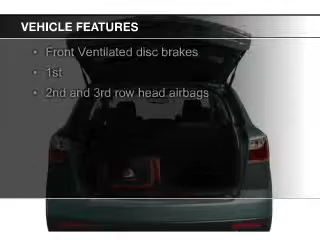 VEHICLE FEATURES
• Front Ventilated disc brakes
• 1st
• 2nd and 3rd row head airbags